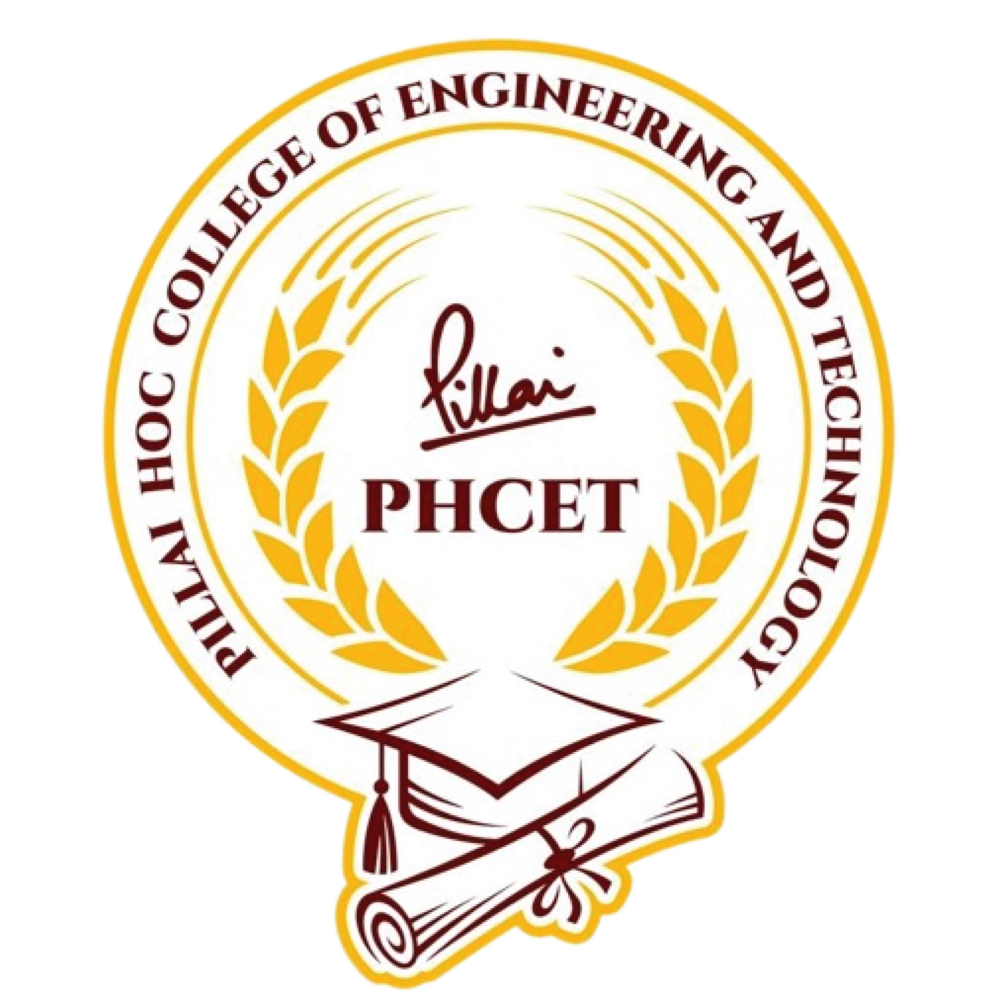 PILLAI HOC COLLEGE OF ENGINEERING AND TECHNOLOGY
Pillai
PHCET